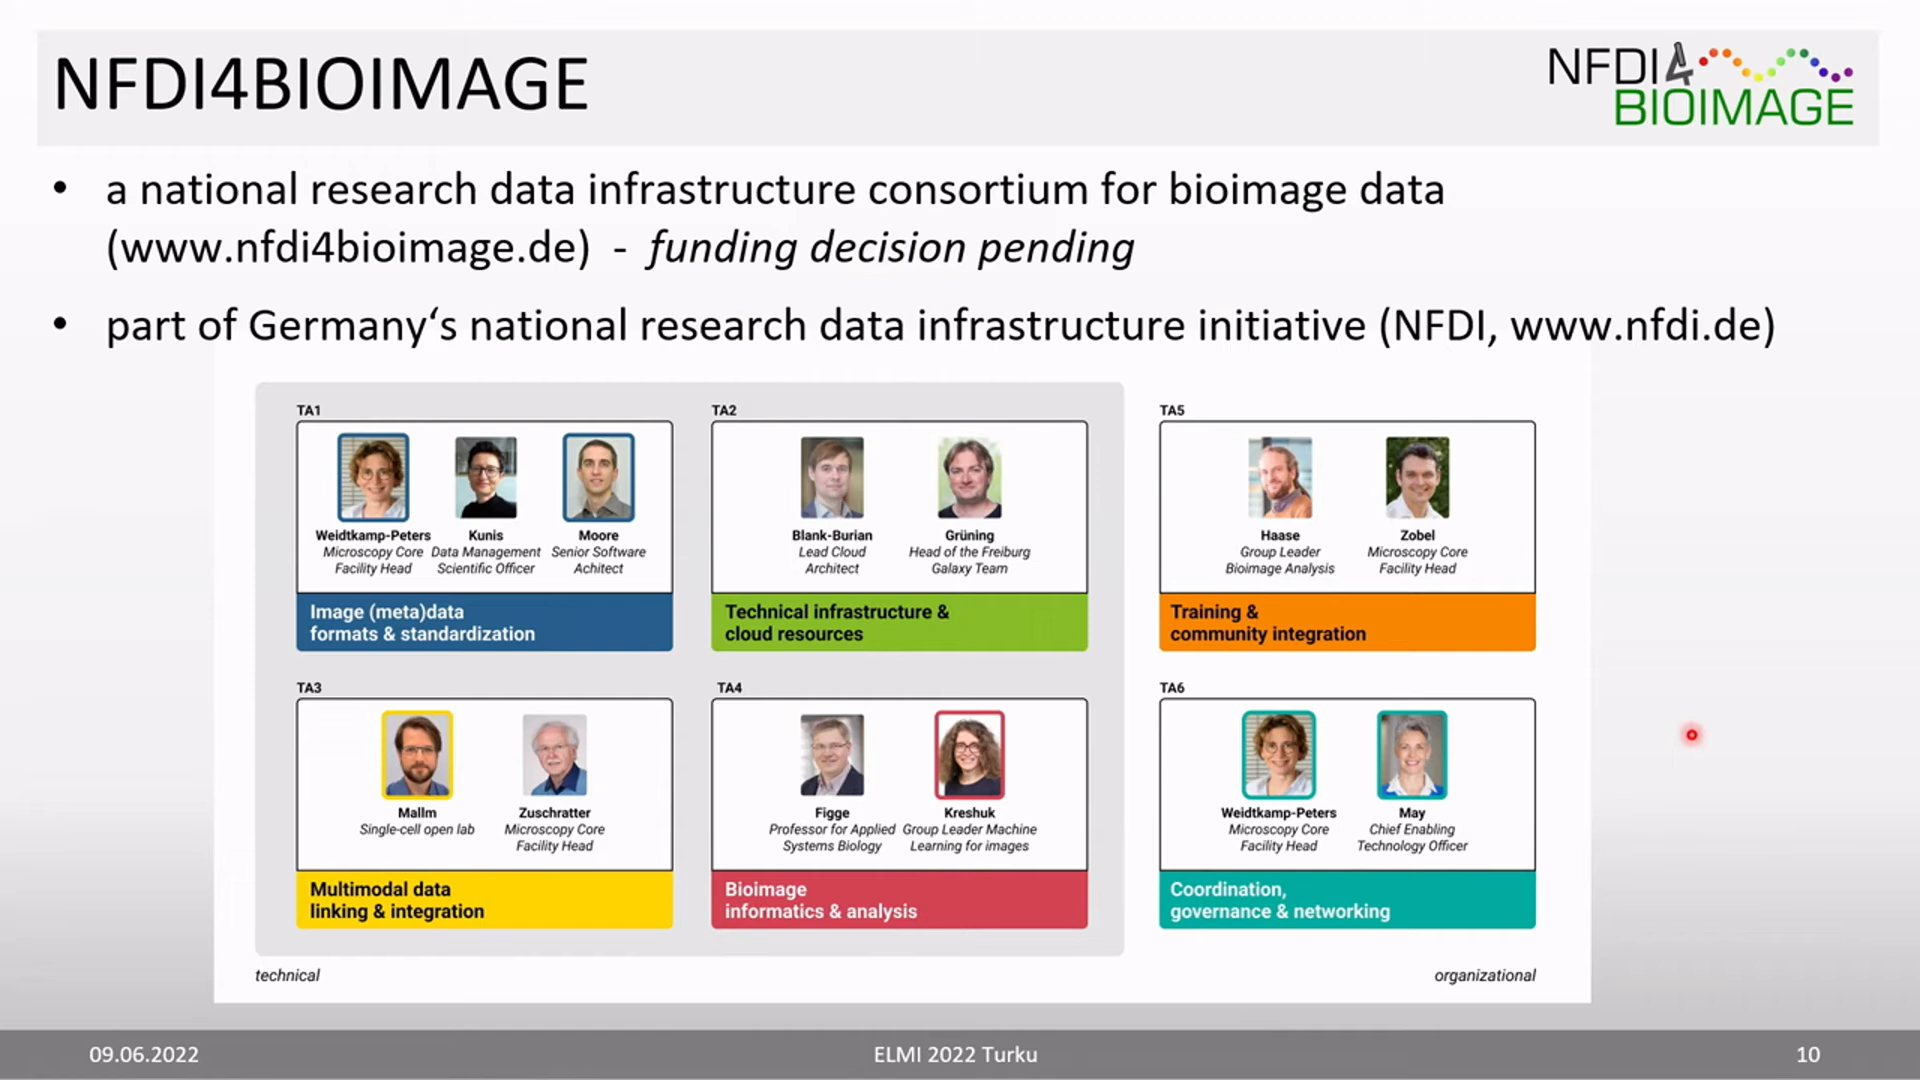 NFDI4BIOIMAGE
NFDI4
BIOIMAGE
• a national research data infrastructure consortium for bioimage data
(www.nfdi4bioimage.de) - funding decision pending
• part of Germany‘s national research data infrastructure initiative (NFDI, www.nfdi.de)
TA1
Weidtkamp-Peters
Microscopy Core
Facility Head
Kunis
Data Management
Scientific Officer
Moore
Senior Software
Achitect
Image (meta)data
formats & standardization
TA2
Blank-Burian
Lead Cloud
Architect
Grüning
Head of the Freiburg
Galaxy Team
Technical infrastructure &
cloud resources
TA5
Haase
Group Leader
Bioimage Analysis
Zobel
Microscopy Core
Facility Head
Training &
community integration
TA3
Mallm
Single-cell open lab
Zuschratter
Microscopy Core
Facility Head
Multimodal data
linking & integration
TA4
Figge
Professor for Applied
Systems Biology
Kreshuk
Group Leader Machine
Learning for images
Bioimage
informatics & analysis
TA6
Weidtkamp-Peters
Microscopy Core
Facility Head
May
Chief Enabling
Technology Officer
Coordination,
governance & networking
technical
organizational
09.06.2022
ELMI 2022 Turku
10